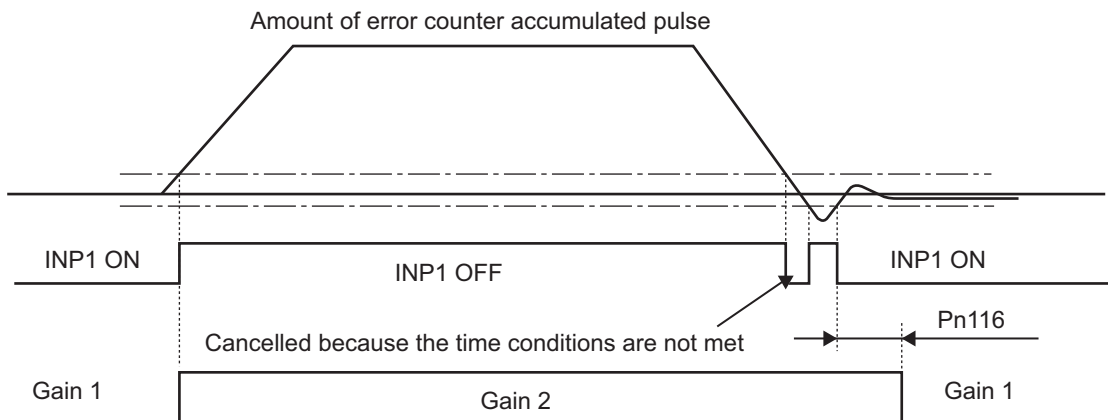 Amount of error counter accumulated pulse
INP1 ON
INP1 OFF
INP1 ON
Pn116
Cancelled because the time conditions are not met
Gain 1
Gain 2
Gain 1